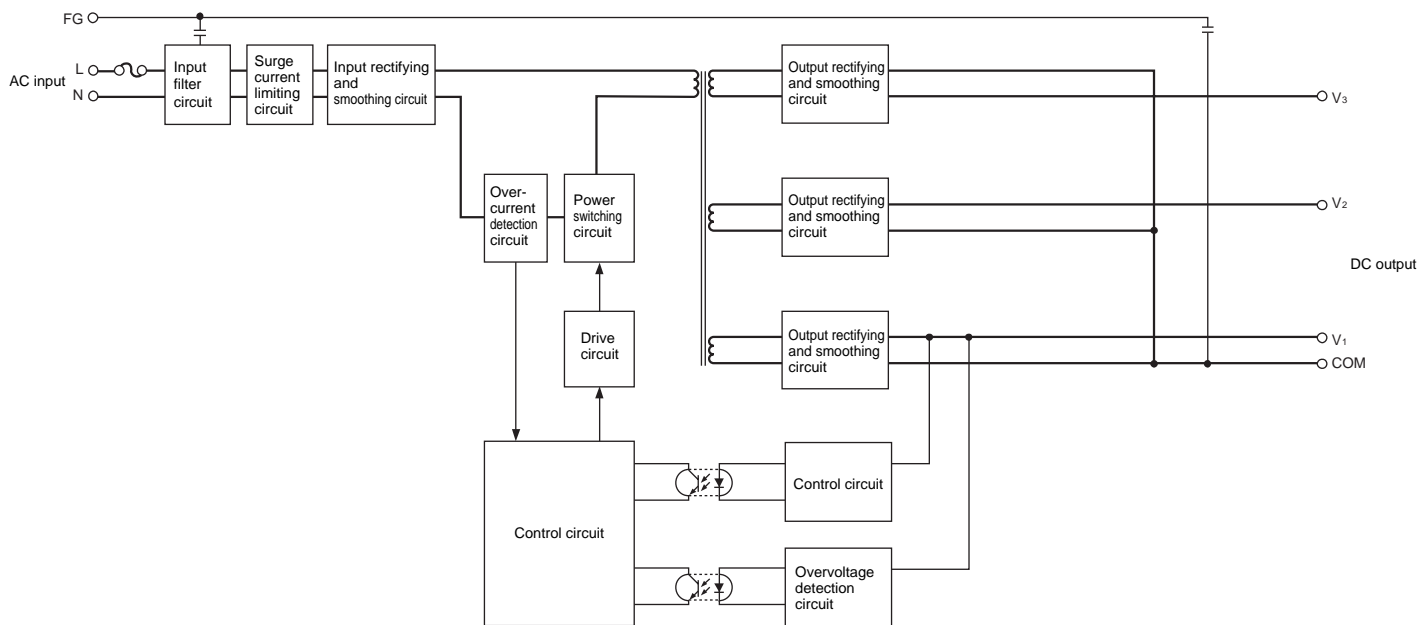 FG
AC input
L
N
Input
filter
circuit
Surge
current
limiting
circuit
Input rectifying
and
smoothing circuit
Output rectifying
and smoothing
circuit
V₃
Over-
current
detection
circuit
Power
switching
circuit
Output rectifying
and smoothing
circuit
V₂
DC output
Drive
circuit
Output rectifying
and smoothing
circuit
V₁
COM
Control circuit
Control circuit
Overvoltage
detection
circuit